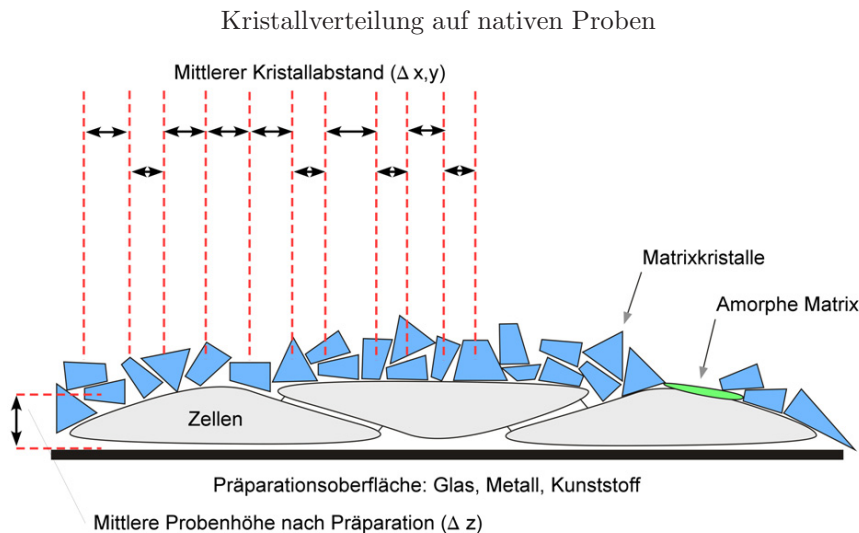 Kristallverteilung auf nativen Proben
Mittlerer Kristallabstand (Δ x,y)
Matrixkristalle
Amorphe Matrix
Zellen
Präparationsoberfläche: Glas, Metall, Kunststoff
Mittlere Probenhöhe nach Präparation (Δ z)